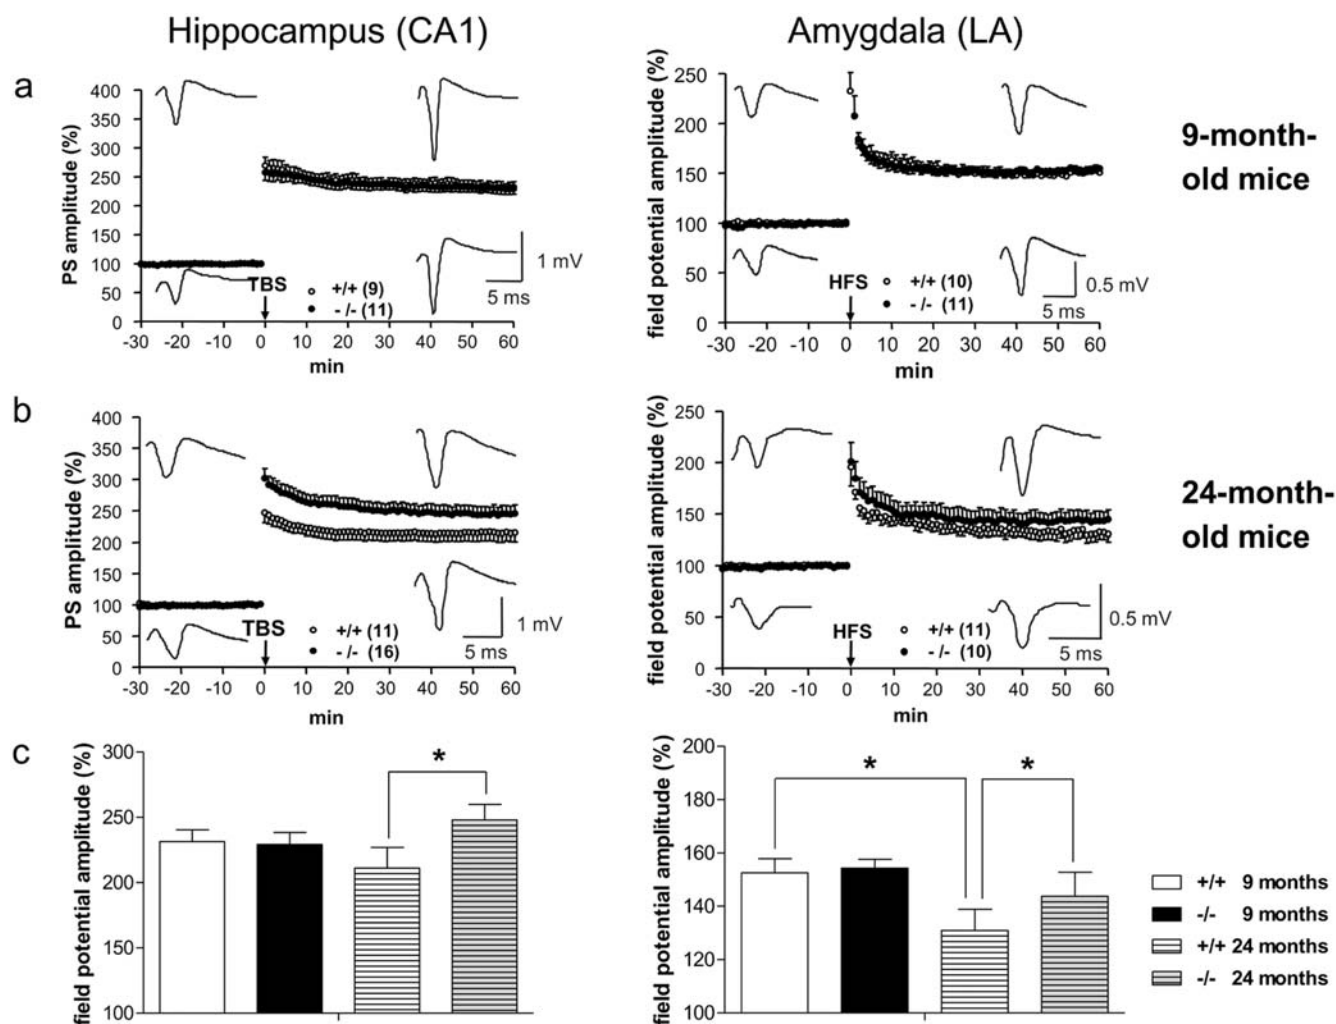 Hippocampus (CA1)
Amygdala (LA)
a
PS amplitude (%)
400
350
300
250
200
150
100
50
0
TBS
+/+ (9)
- /- (11)
1 mV
5 ms
-30 -20 -10 0 10 20 30 40 50 60
min
field potential amplitude (%)
250
200
150
100
50
0
HFS
+/+ (10)
-/- (11)
0.5 mV
5 ms
-30 -20 -10 0 10 20 30 40 50 60
min
9-month-
old mice
b
PS amplitude (%)
400
350
300
250
200
150
100
50
0
TBS
+/+ (11)
- /- (16)
1 mV
5 ms
-30 -20 -10 0 10 20 30 40 50 60
min
field potential amplitude (%)
250
200
150
100
50
0
HFS
+/+ (11)
-/- (10)
0.5 mV
5 ms
-30 -20 -10 0 10 20 30 40 50 60
min
24-month-
old mice
c
field potential amplitude (%)
300
250
200
150
100
*
field potential amplitude (%)
200
180
160
140
120
100
*
*
+/+ 9 months
-/- 9 months
+/+ 24 months
-/- 24 months